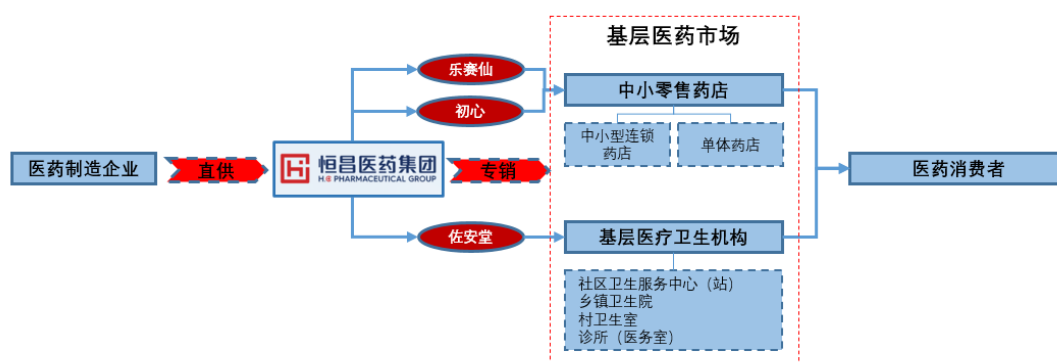 基层医药市场
乐赛仙
初心
中小零售药店
中小型连锁
药店
单体药店
医药制造企业
直供
恒昌医药集团
PHARMACEUTICAL GROUP
专销
医药消费者
佐安堂
基层医疗卫生机构
社区卫生服务中心（站）
乡镇卫生院
村卫生室
诊所（医务室）